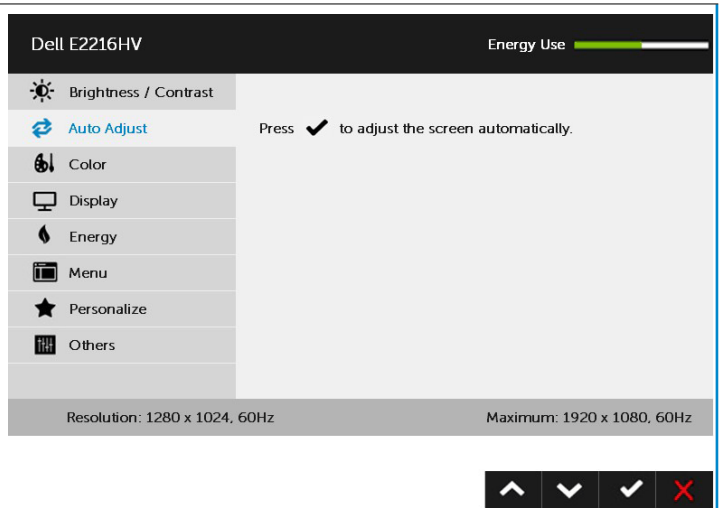 Dell E2216HV Energy Use
Brightness / Contrast
Auto Adjust
Press to adjust the screen automatically.
Color
Display
Energy
Menu
Personalize
Others
Resolution: 1280 x 1024, 60Hz Maximum: 1920 x 1080, 60Hz